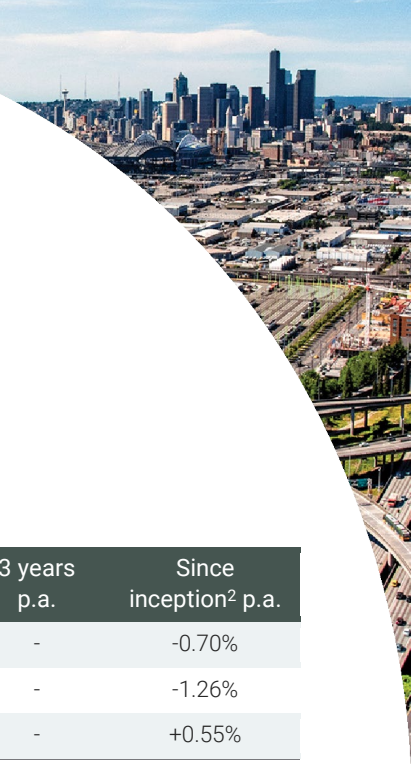 3 years Since
p.a. inception² p.a.
- -0.70%
- -1.26%
- +0.55%